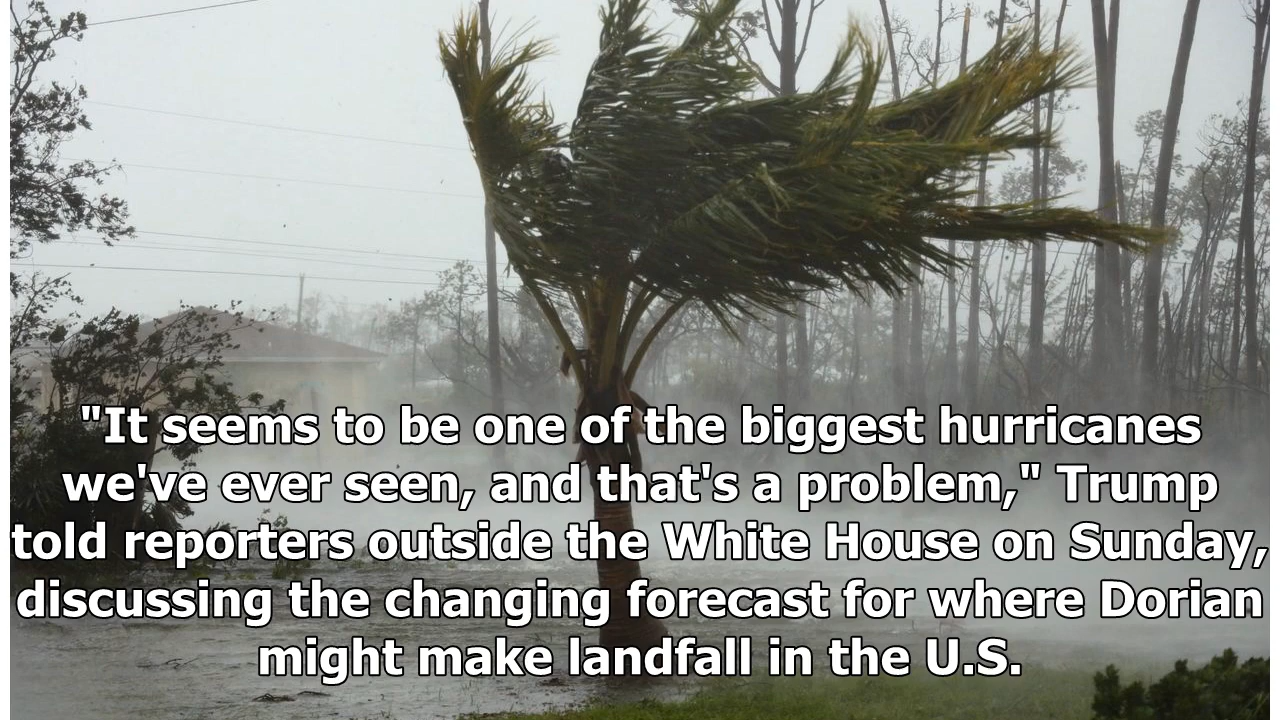 "It seems to be one of the biggest hurricanes
we've ever seen, and that's a problem," Trump
told reporters outside the White House on Sunday,
discussing the changing forecast for where Dorian
might make landfall in the U.S.